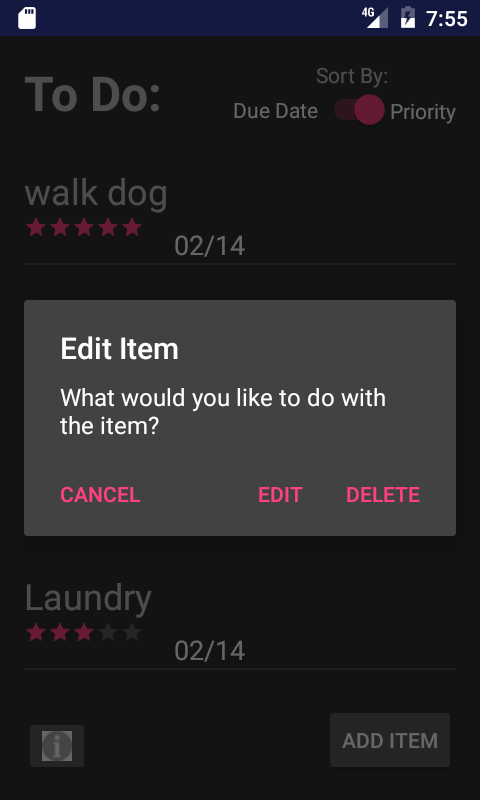 4G 7:55
To Do:
Sort By:
Due Date Priority
walk dog
02/14
Edit Item
What would you like to do with
the item?
CANCEL EDIT DELETE
Laundry
02/14
i
ADD ITEM